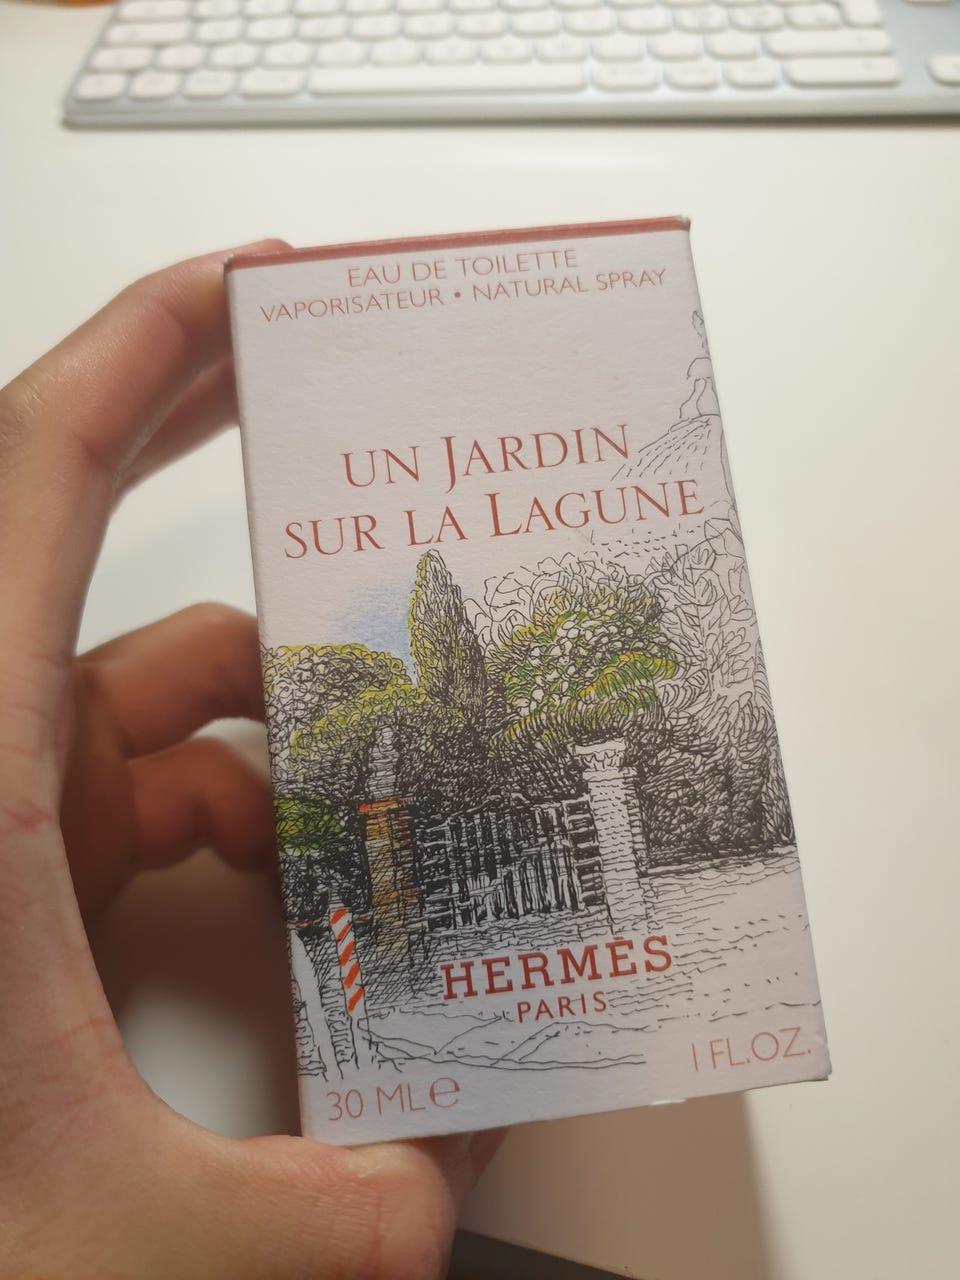 EAU DE TOILETTE
VAPORISATEUR • NATURAL SPRAY
UN JARDIN
SUR LA LAGUNE
HERMÈS
PARIS
30 ML ℮
1 FL.OZ.